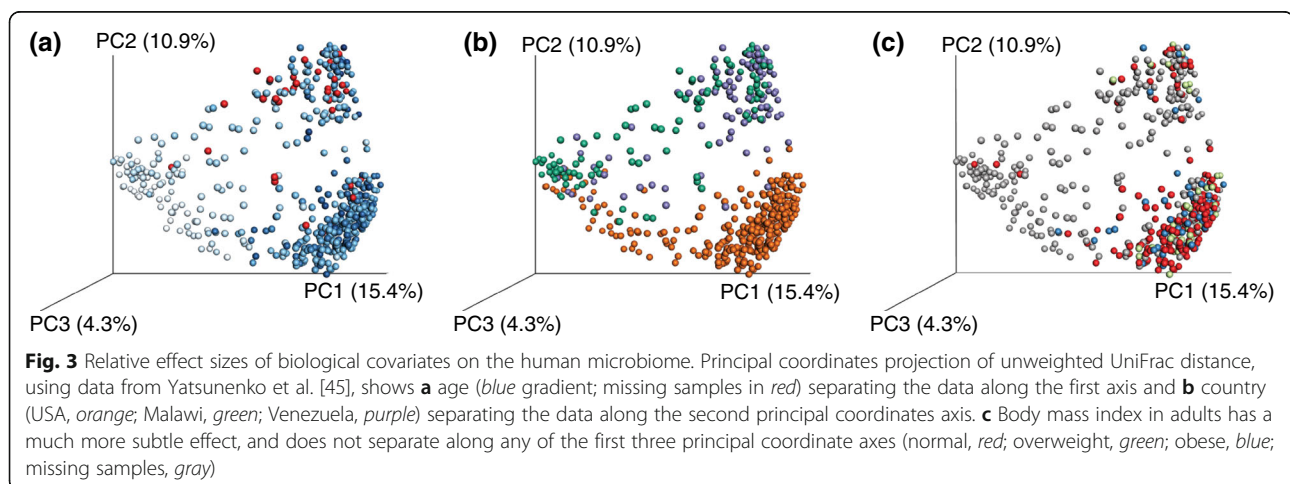 (a) (b) (c)
PC2 (10.9%) PC2 (10.9%) PC2 (10.9%)
PC1 (15.4%) PC1 (15.4%) PC1 (15.4%)
PC3 (4.3%) PC3 (4.3%) PC3 (4.3%)
Fig. 3 Relative effect sizes of biological covariates on the human microbiome. Principal coordinates projection of unweighted UniFrac distance,
using data from Yatsunenko et al. [45], shows a age (blue gradient; missing samples in red) separating the data along the first axis and b country
(USA, orange; Malawi, green; Venezuela, purple) separating the data along the second principal coordinates axis. c Body mass index in adults has a
much more subtle effect, and does not separate along any of the first three principal coordinate axes (normal, red; overweight, green; obese, blue;
missing samples, gray)